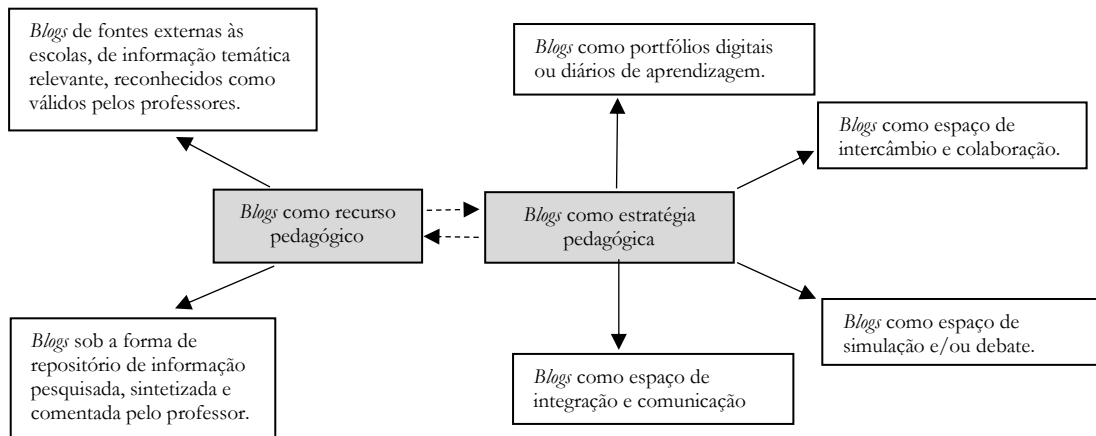 Blogs de fontes externas às
escolas, de informação temática
relevante, reconhecidos como
válidos pelos professores.
Blogs como portfólios digitais
ou diários de aprendizagem.
Blogs como espaço de
intercâmbio e colaboração.
Blogs como recurso
pedagógico
Blogs como estratégia
pedagógica
Blogs sob a forma de
repositório de informação
pesquisada, sintetizada e
comentada pelo professor.
Blogs como espaço de
simulação e/ou debate.
Blogs como espaço de
integração e comunicação